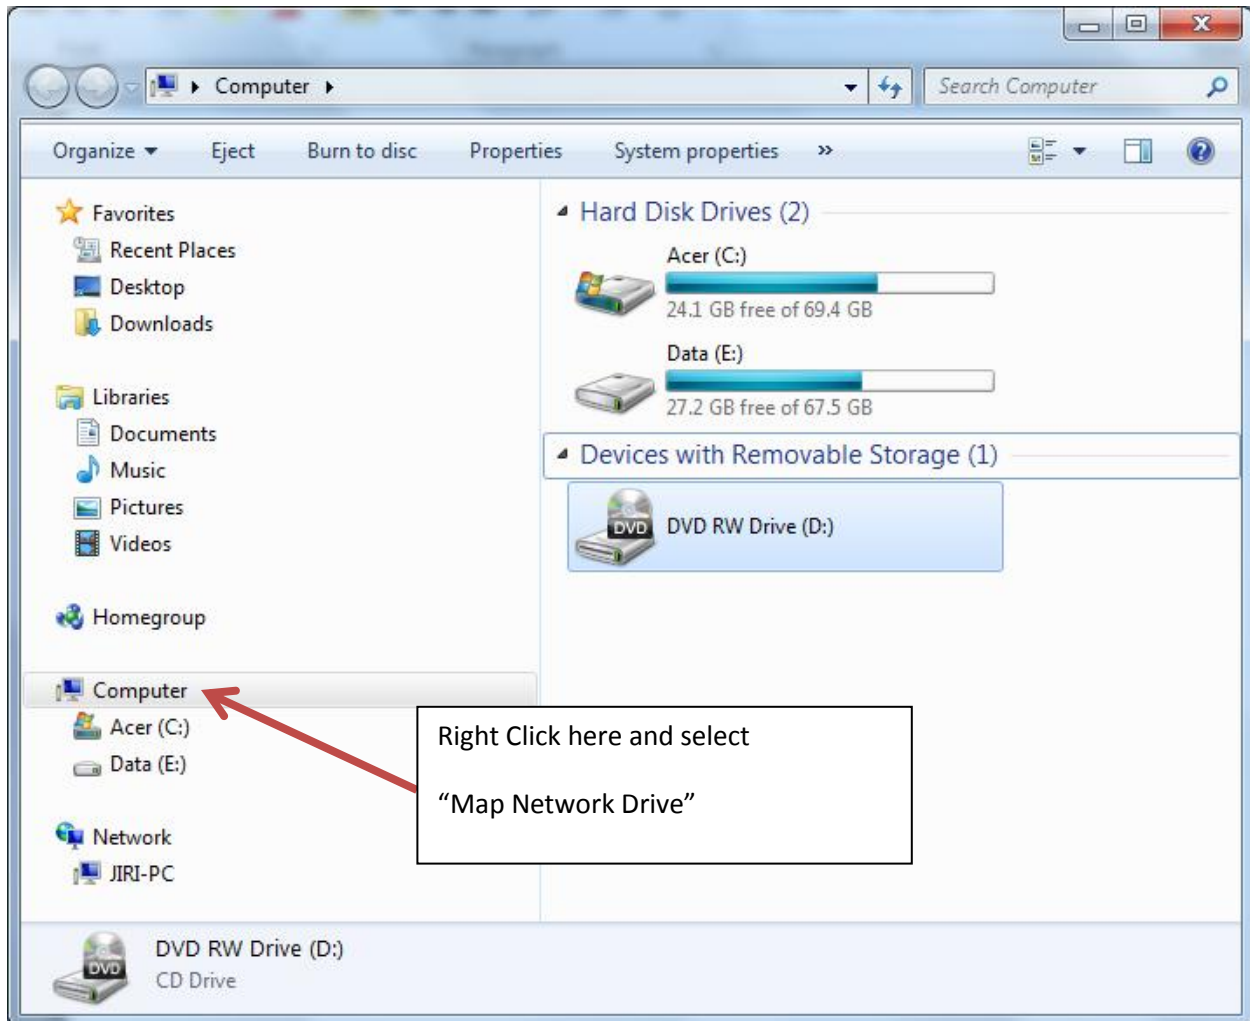 Computer
Search Computer
Organize Eject Burn to disc Properties System properties »
Favorites
Recent Places
Desktop
Downloads
Libraries
Documents
Music
Pictures
Videos
Homegroup
Computer
Acer (C:)
Data (E:)
Network
JIRI-PC
Hard Disk Drives (2)
Acer (C:)
24.1 GB free of 69.4 GB
Data (E:)
27.2 GB free of 67.5 GB
Devices with Removable Storage (1)
DVD
DVD RW Drive (D:)
Right Click here and select
“Map Network Drive”
DVD
DVD RW Drive (D:)
CD Drive